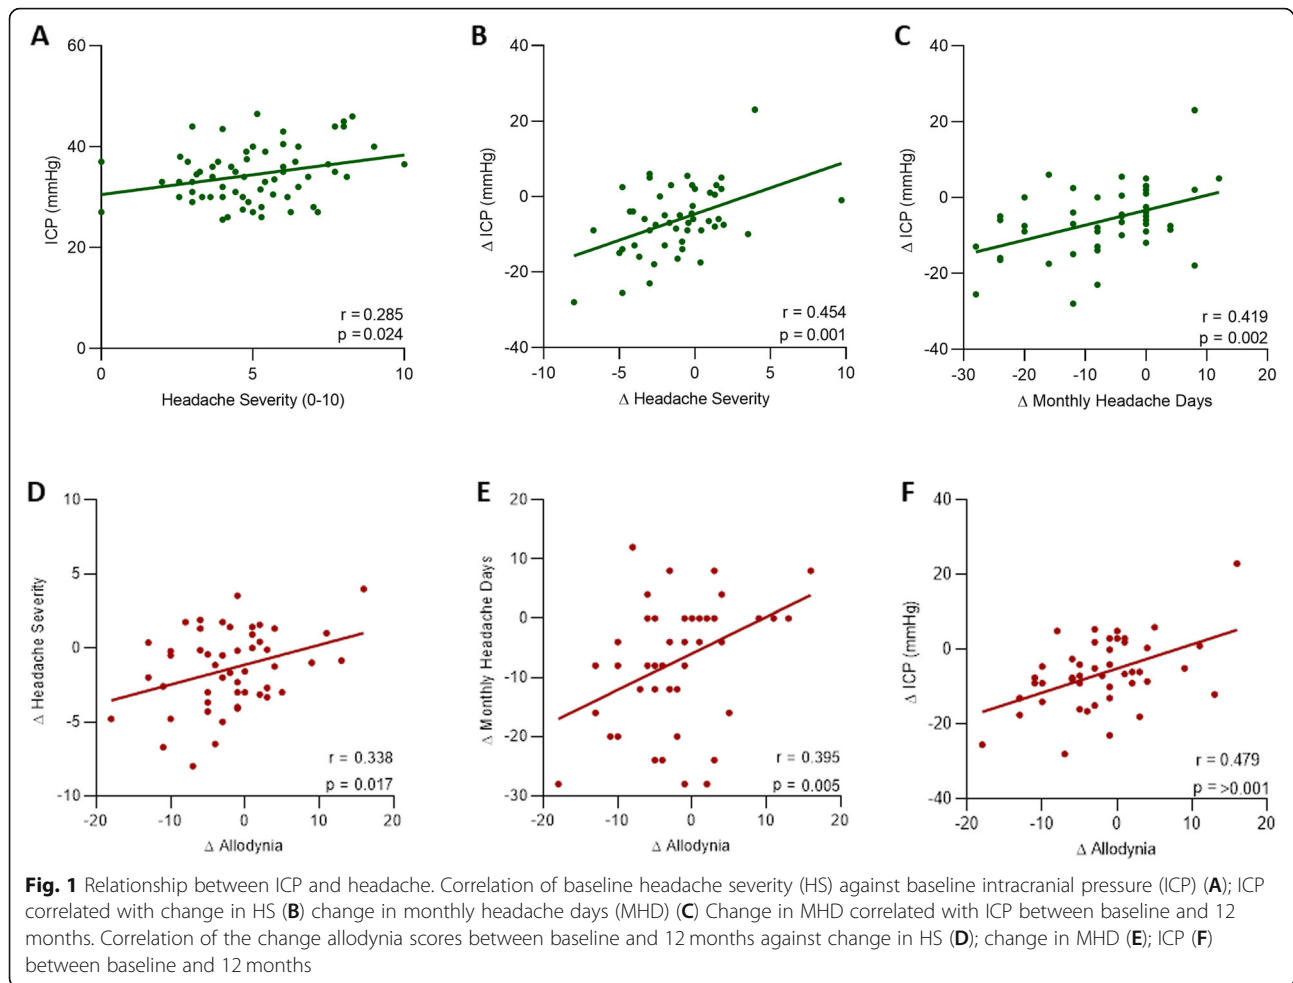 A
60
40
20
0
ICP (mmHg)
0
5
10
Headache Severity (0-10)
r = 0.285
p = 0.024
B
40
20
0
-20
-40
Δ ICP (mmHg)
-10
-5
0
5
10
Δ Headache Severity
r = 0.454
p = 0.001
C
40
20
0
-20
-40
Δ ICP (mmHg)
-30
-20
-10
0
10
20
Δ Monthly Headache Days
r = 0.419
p = 0.002
D
10
5
0
-5
-10
Δ Headache Severity
-20
-10
0
10
20
Δ Allodynia
r = 0.338
p = 0.017
E
20
10
0
-10
-20
-30
Δ Monthly Headache Days
-20
-10
0
10
20
Δ Allodynia
r = 0.395
p = 0.005
F
40
20
0
-20
-40
Δ ICP (mmHg)
-20
-10
0
10
20
Δ Allodynia
r = 0.479
p = >0.001
Fig. 1 Relationship between ICP and headache. Correlation of baseline headache severity (HS) against baseline intracranial pressure (ICP) (A); ICP
correlated with change in HS (B) change in monthly headache days (MHD) (C) Change in MHD correlated with ICP between baseline and 12
months. Correlation of the change allodynia scores between baseline and 12 months against change in HS (D); change in MHD (E); ICP (F)
between baseline and 12 months